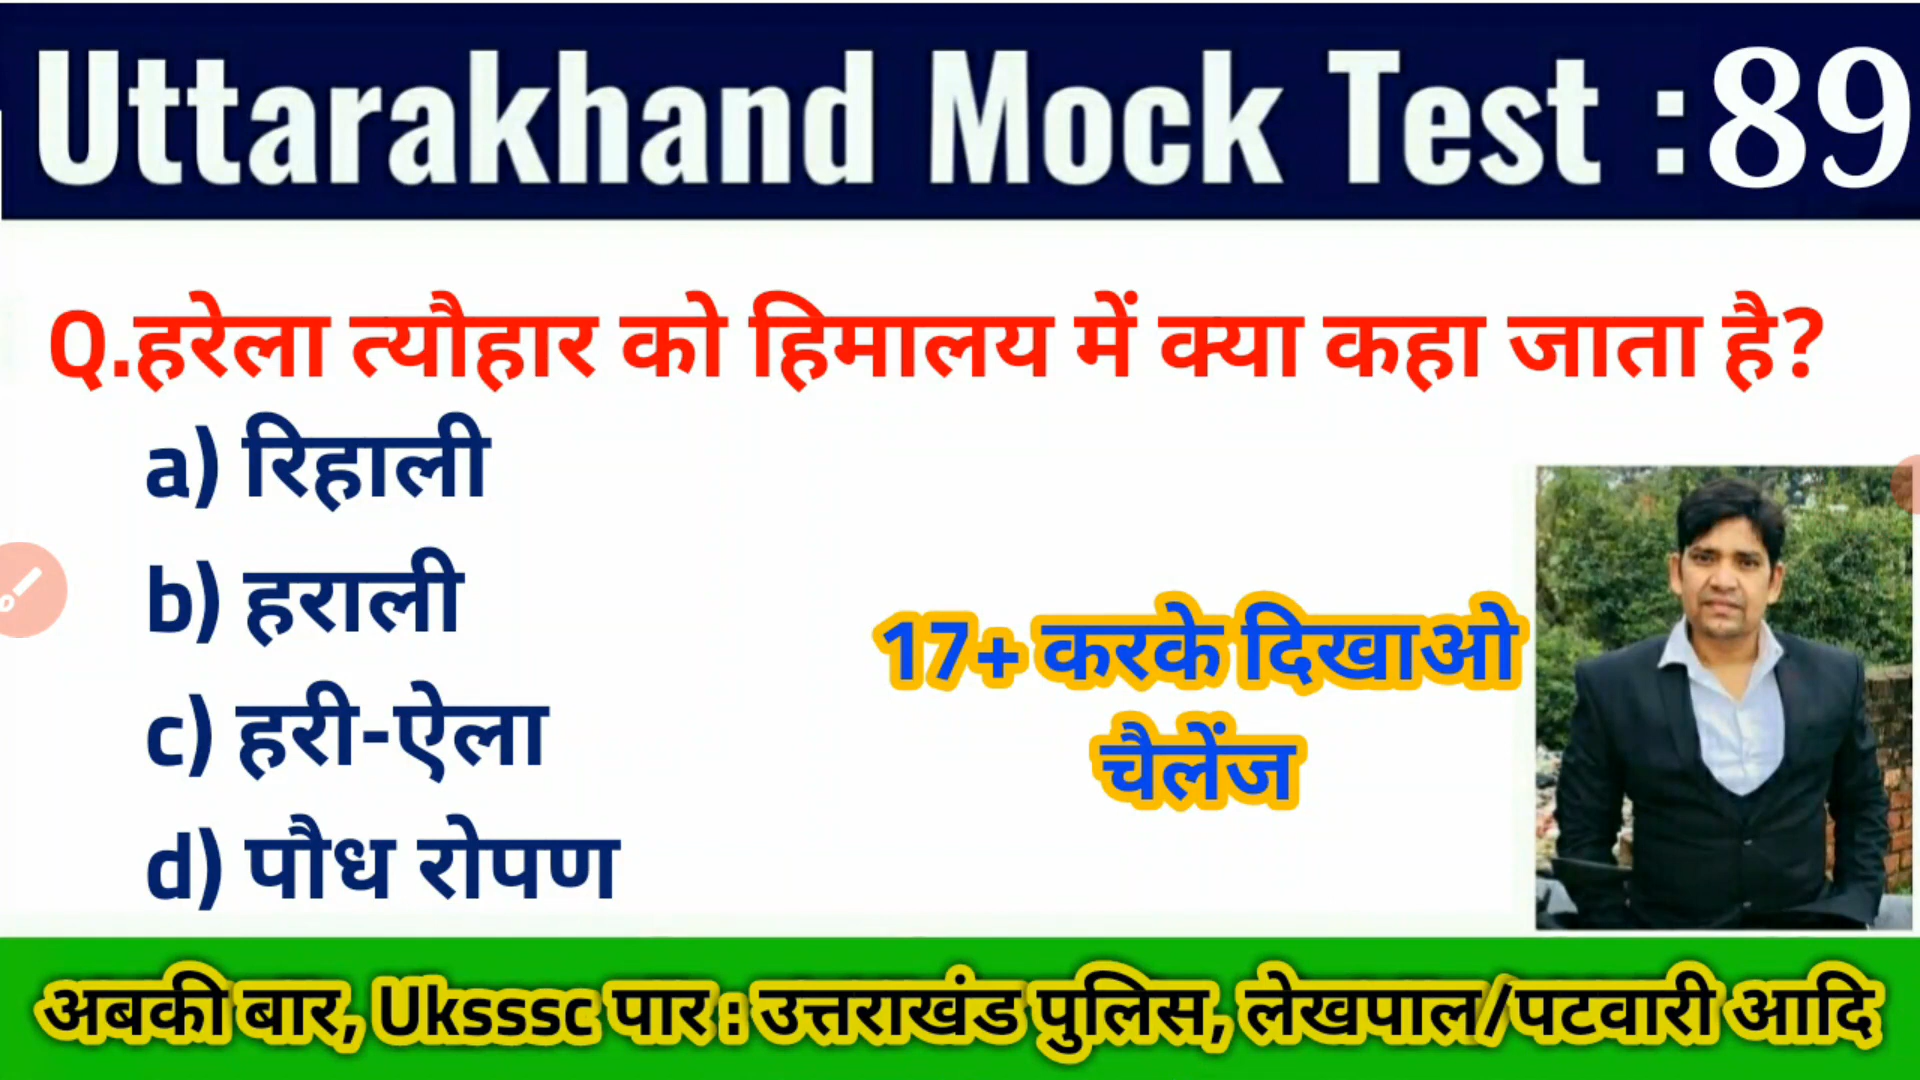 Uttarakhand Mock Test :89
Q.हरेला त्यौहार को हिमालय में क्या कहा जाता है?
a) रिहाली
b) हराली
c) हरी-ऐला
d) पौध रोपण
17+ करके दिखाओ
चैलेंज
अबकी बार, Uksssc पार : उत्तराखंड पुलिस, लेखपाल/पटवारी आदि